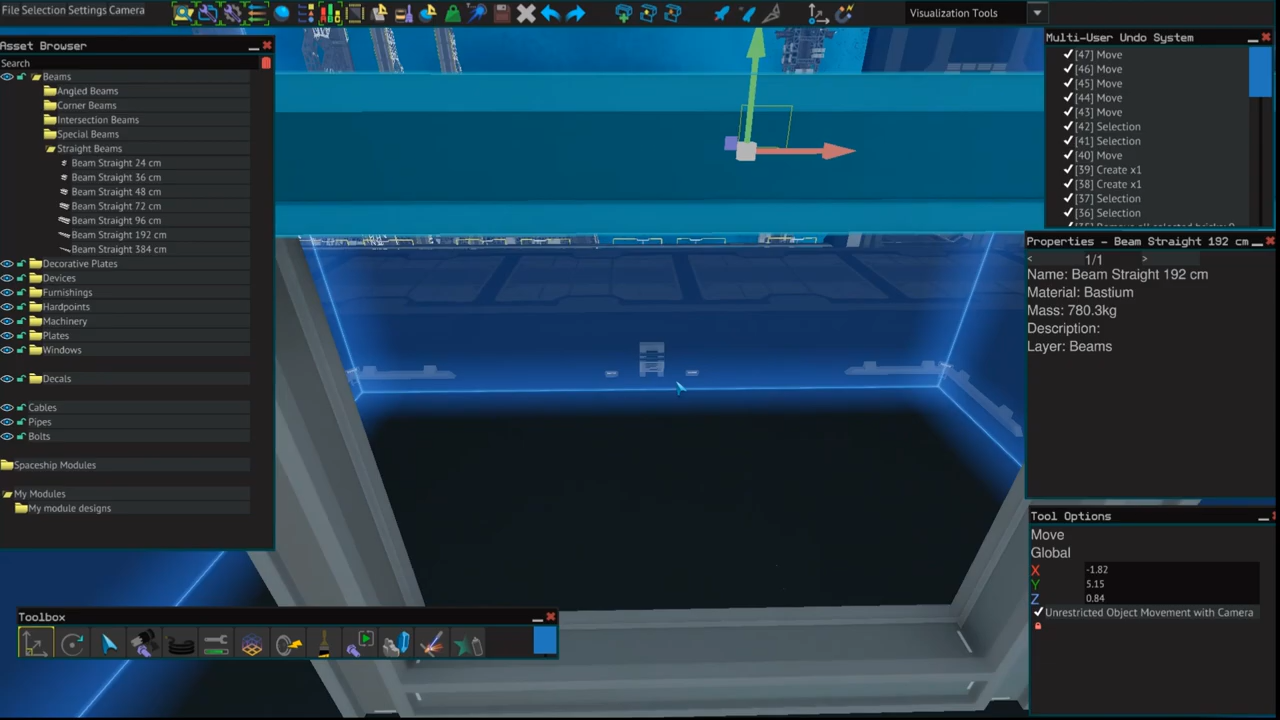 File Selection Settings Camera
Visualization Tools
Asset Browser
Search
Beams
Angled Beams
Corner Beams
Intersection Beams
Special Beams
Straight Beams
Beam Straight 24 cm
Beam Straight 36 cm
Beam Straight 48 cm
Beam Straight 72 cm
Beam Straight 96 cm
Beam Straight 192 cm
Beam Straight 384 cm
Decorative Plates
Devices
Furnishings
Hardpoints
Machinery
Plates
Windows
Decals
Cables
Pipes
Bolts
Spaceship Modules
My Modules
My module designs
Toolbox
Multi-User Undo System
[47] Move
[46] Move
[45] Move
[44] Move
[43] Move
[42] Selection
[41] Selection
[40] Move
[39] Create x1
[38] Create x1
[37] Selection
[36] Selection
Properties - Beam Straight 192 cm
< 1/1 >
Name: Beam Straight 192 cm
Material: Bastium
Mass: 780.3kg
Description:
Layer: Beams
Tool Options
Move
Global
X -1.82
Y 5.15
Z 0.84
Unrestricted Object Movement with Camera